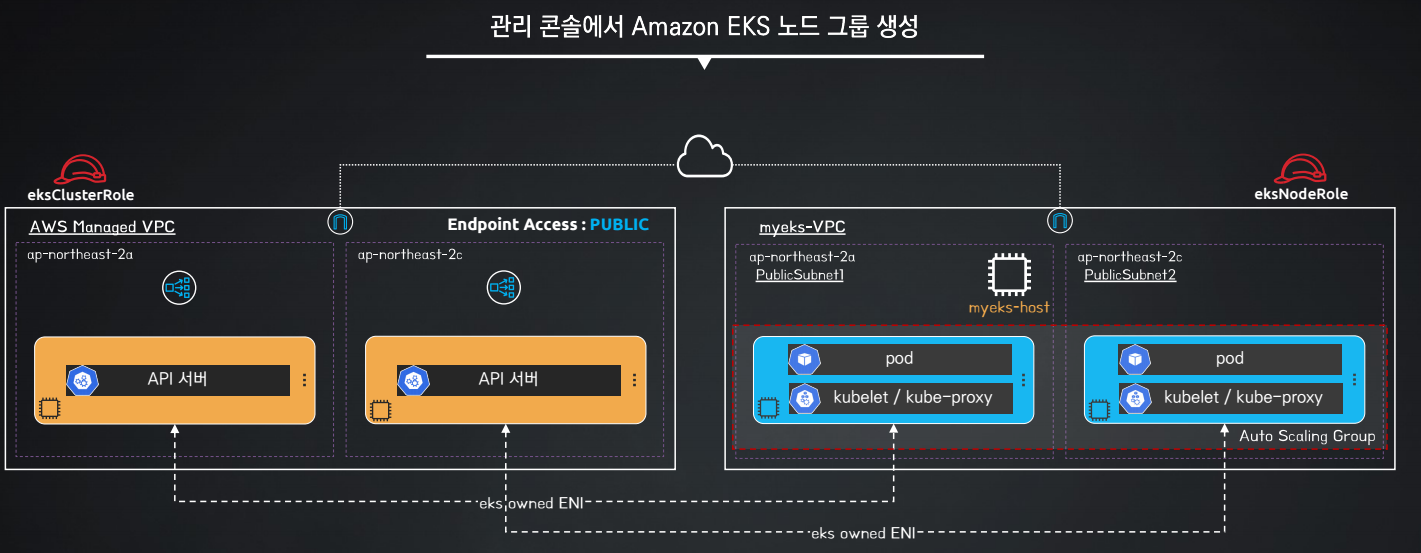 관리 콘솔에서 Amazon EKS 노드 그룹 생성
eksClusterRole
eksNodeRole
AWS Managed VPC
Endpoint Access : PUBLIC
ap-northeast-2a
ap-northeast-2c
API 서버
API 서버
myeks-VPC
ap-northeast-2a
PublicSubnet1
myeks-host
ap-northeast-2c
PublicSubnet2
pod
kubelet / kube-proxy
pod
kubelet / kube-proxy
Auto Scaling Group
eks owned ENI
eks owned ENI